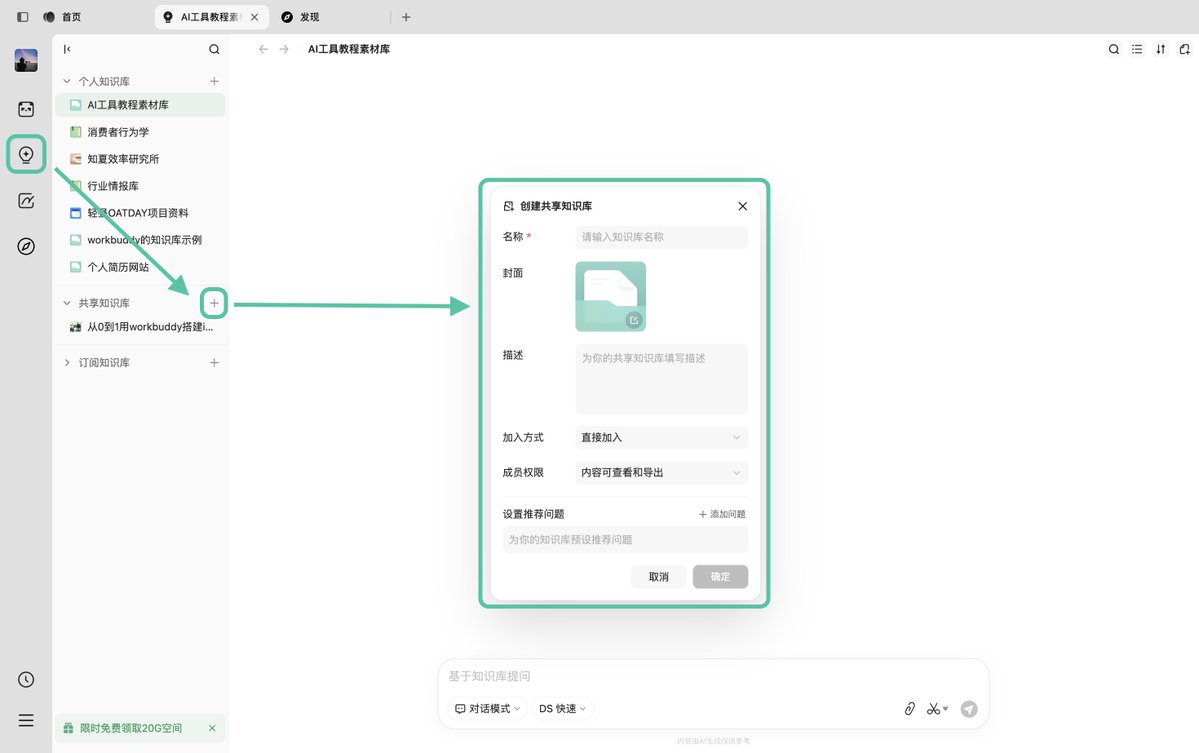 首页
AI工具教程素材
发现
AI工具教程素材库
个人知识库
AI工具教程素材库
消费者行为学
知夏效率研究所
行业情报库
OATDAY项目资料
workbuddy的知识库示例
个人简历网站
共享知识库
从0到1用workbuddy搭建i...
订阅知识库
限时免费领取20G空间
创建共享知识库
名称 *
请输入知识库名称
封面
描述
为你的共享知识库填写描述
加入方式
直接加入
成员权限
内容可查看和导出
设置推荐问题
添加问题
为你的知识库预设推荐问题
取消
确定
基于知识库提问
对话模式
DS 快速
内容由AI生成仅供参考